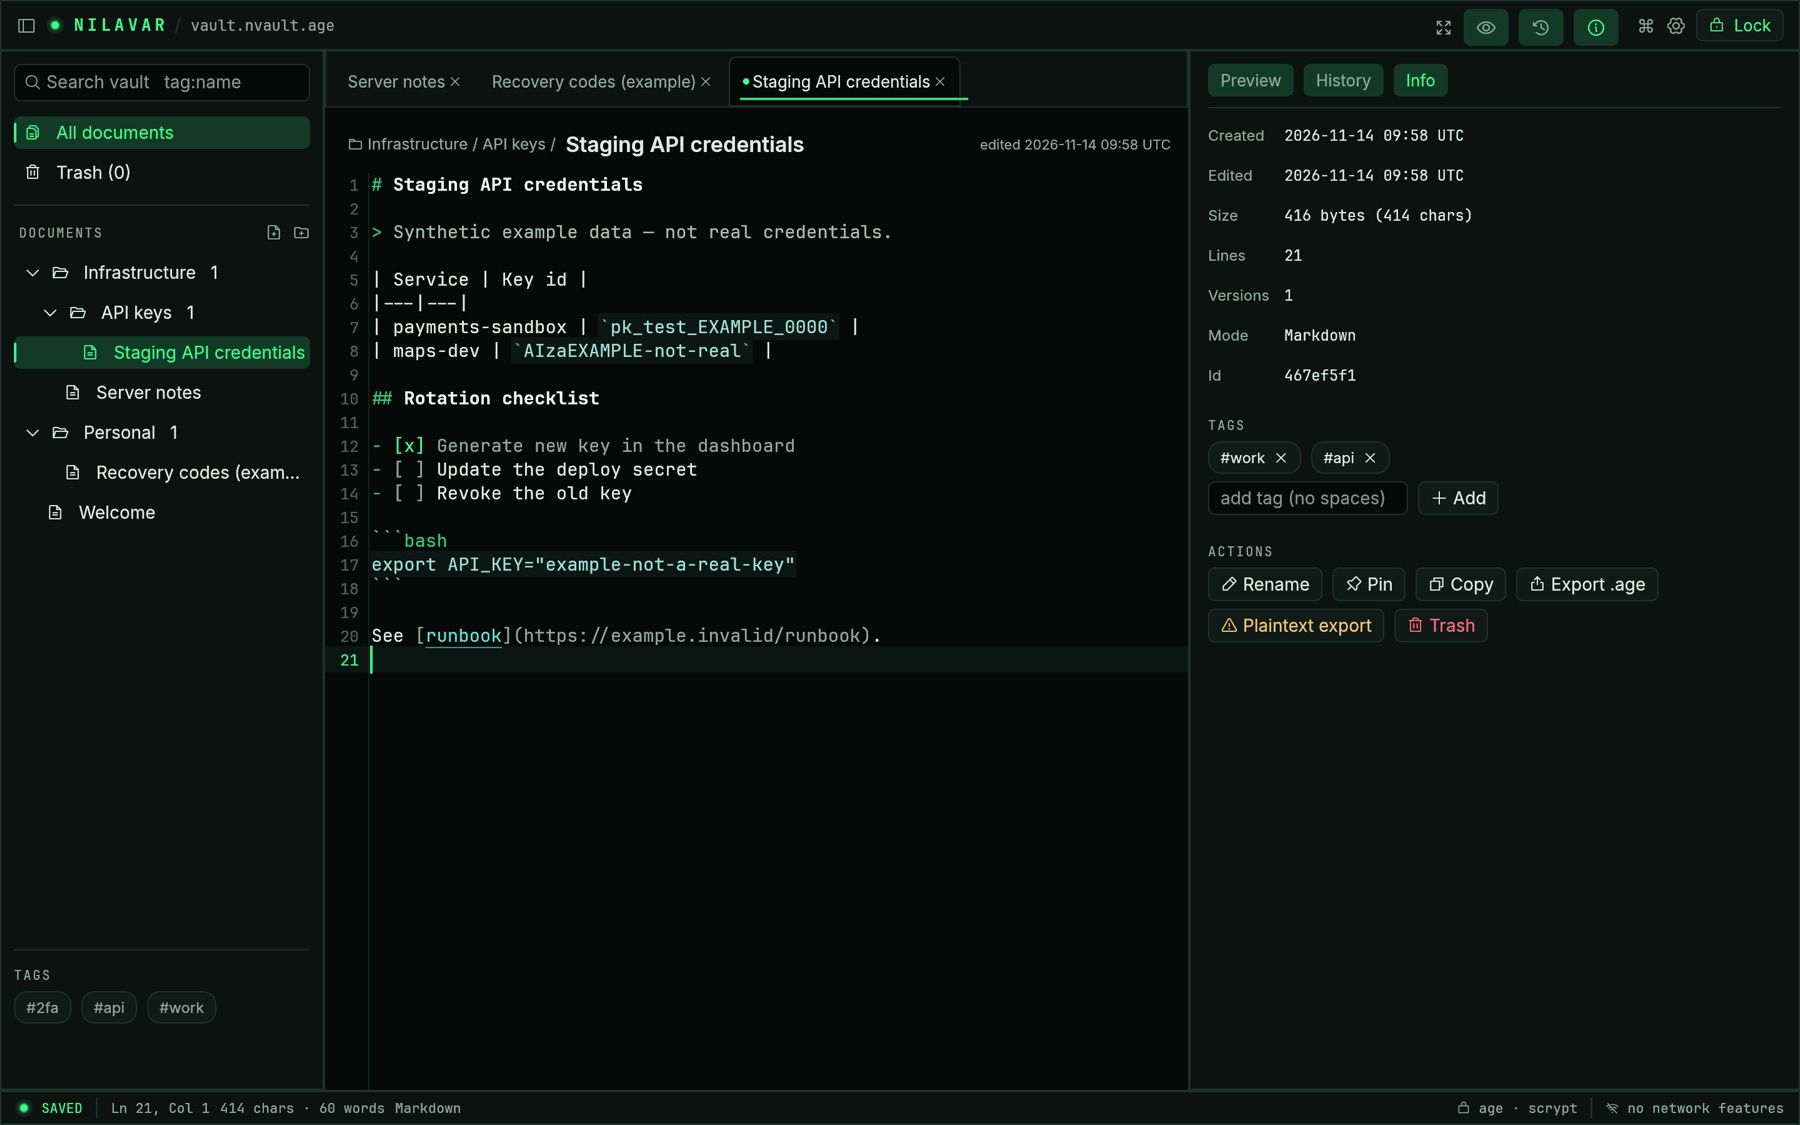 NILAVAR / vault.nvault.age
Lock
Search vault tag:name
All documents
Trash (0)
DOCUMENTS
Infrastructure 1
API keys 1
Staging API credentials
Server notes
Personal 1
Recovery codes (exam...
Welcome
TAGS
#2fa #api #work
Server notes Recovery codes (example) Staging API credentials
Infrastructure / API keys / Staging API credentials edited 2026-11-14 09:58 UTC
1 # Staging API credentials
2
3 > Synthetic example data — not real credentials.
4
5 | Service | Key id |
6 |---|---|
7 | payments-sandbox | `pk_test_EXAMPLE_0000` |
8 | maps-dev | `AIzaEXAMPLE-not-real` |
9
10 ## Rotation checklist
11
12 - [x] Generate new key in the dashboard
13 - [ ] Update the deploy secret
14 - [ ] Revoke the old key
15
16 ```bash
17 export API_KEY="example-not-a-real-key"
18 ```
19
20 See [runbook](https://example.invalid/runbook).
21
Preview History Info
Created 2026-11-14 09:58 UTC
Edited 2026-11-14 09:58 UTC
Size 416 bytes (414 chars)
Lines 21
Versions 1
Mode Markdown
Id 467ef5f1
TAGS
#work #api
add tag (no spaces) + Add
ACTIONS
Rename Pin Copy Export .age
Plaintext export Trash
SAVED Ln 21, Col 1 414 chars · 60 words Markdown
age · scrypt no network features